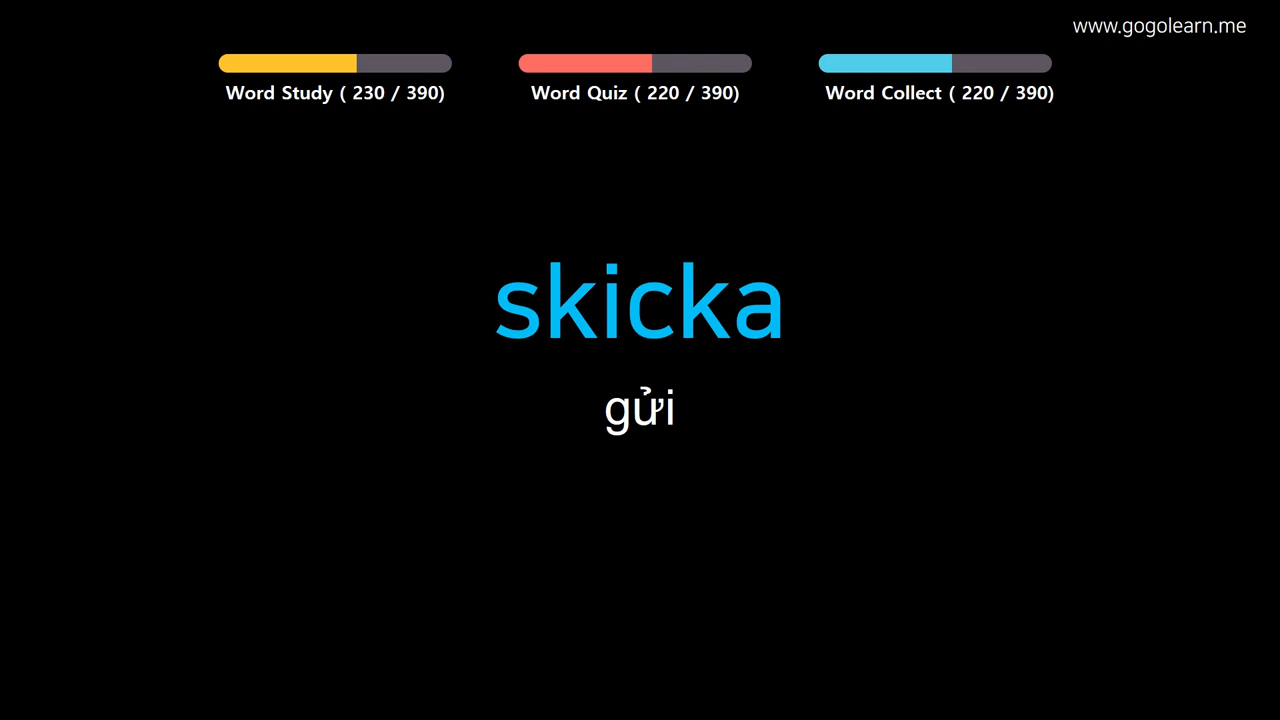 www.gogolearn.me
Word Study ( 230 / 390)
Word Quiz ( 220 / 390)
Word Collect ( 220 / 390)
skicka
gửi